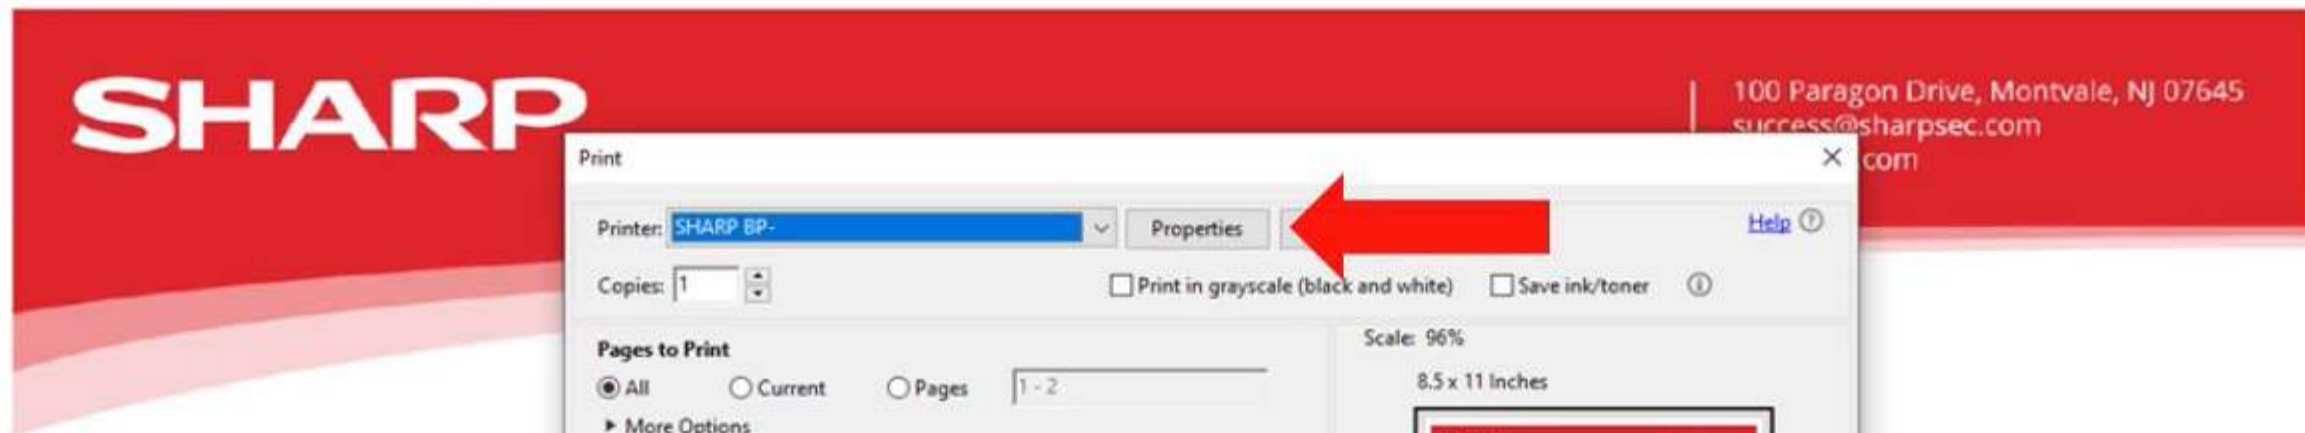 SHARP
100 Paragon Drive, Montvale, NJ 07645
success@sharpsec.com
com
Print
Printer: SHARP BP- Properties Help
Copies: 1 Print in grayscale (black and white) Save ink/toner
Pages to Print
All Current Pages 1 - 2
More Options
Scale: 96%
8.5 x 11 Inches